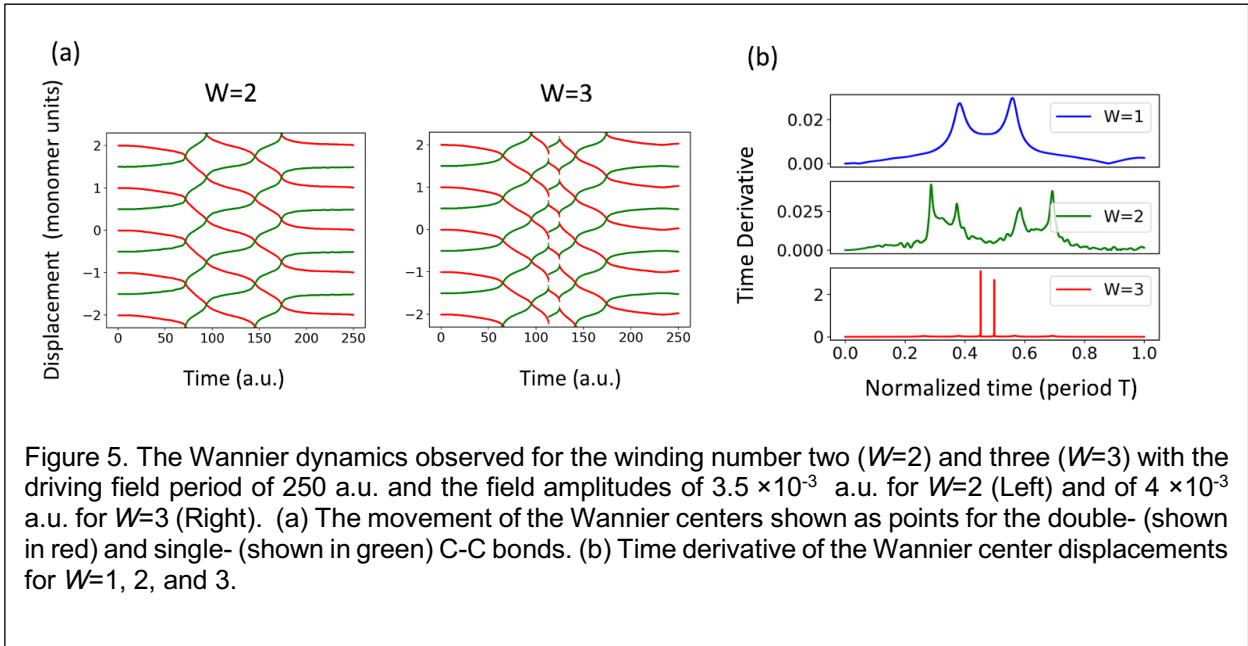 (a)
(b)
W=2
W=3
Displacement (monomer units)
2
1
0
−1
−2
0
50
100
150
200
250
Time (a.u.)
2
1
0
−1
−2
0
50
100
150
200
250
Time (a.u.)
Time Derivative
0.02
0.00
W=1
0.025
0.000
W=2
2
0
W=3
0.0
0.2
0.4
0.6
0.8
1.0
Normalized time (period T)
Figure 5. The Wannier dynamics observed for the winding number two (W=2) and three (W=3) with the
driving field period of 250 a.u. and the field amplitudes of 3.5 ×10⁻³ a.u. for W=2 (Left) and of 4 ×10⁻³
a.u. for W=3 (Right). (a) The movement of the Wannier centers shown as points for the double- (shown
in red) and single- (shown in green) C-C bonds. (b) Time derivative of the Wannier center displacements
for W=1, 2, and 3.